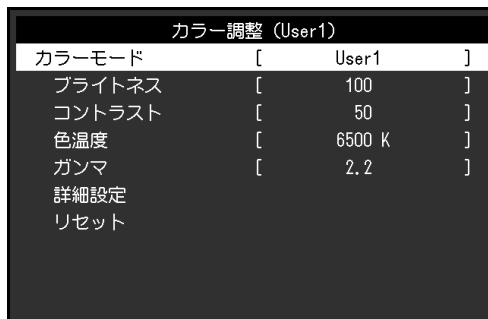 カラー調整 (User1)
カラーモード [ User1 ]
ブライトネス [ 100 ]
コントラスト [ 50 ]
色温度 [ 6500 K ]
ガンマ [ 2.2 ]
詳細設定
リセット